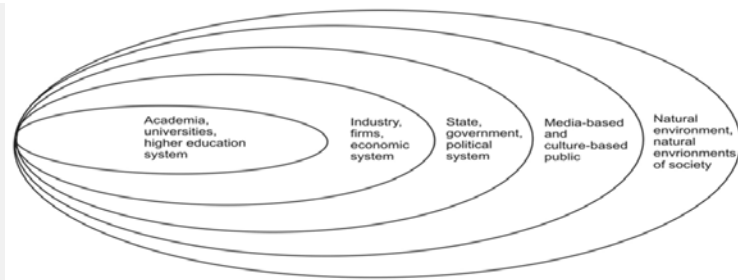 Academia,
universities,
higher education
system
Industry,
firms,
economic
system
State,
government,
political
system
Media-based
and
culture-based
public
Natural
environment,
natural
envrionments
of society